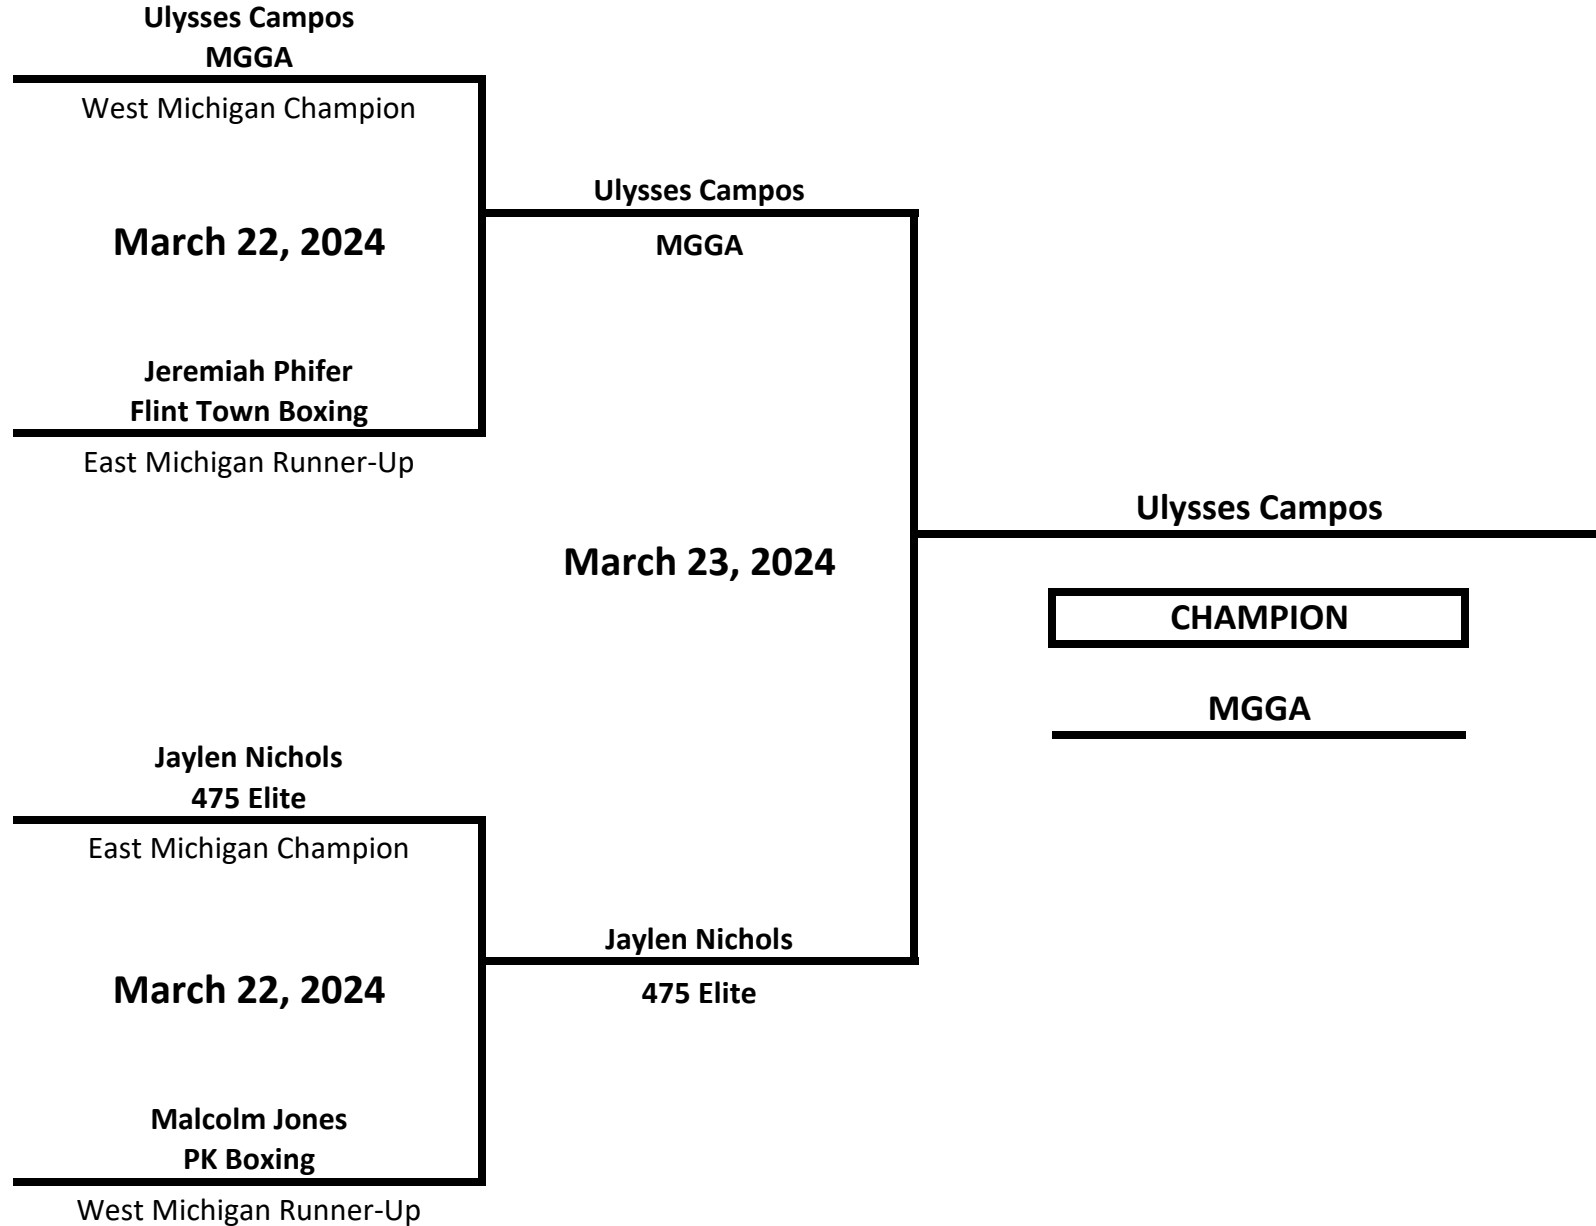 Ulysses Campos
MGGA
West Michigan Champion
March 22, 2024
Jeremiah Phifer
Flint Town Boxing
East Michigan Runner-Up
Ulysses Campos
MGGA
March 23, 2024
Ulysses Campos
CHAMPION
MGGA
Jaylen Nichols
475 Elite
East Michigan Champion
March 22, 2024
Malcolm Jones
PK Boxing
West Michigan Runner-Up
Jaylen Nichols
475 Elite